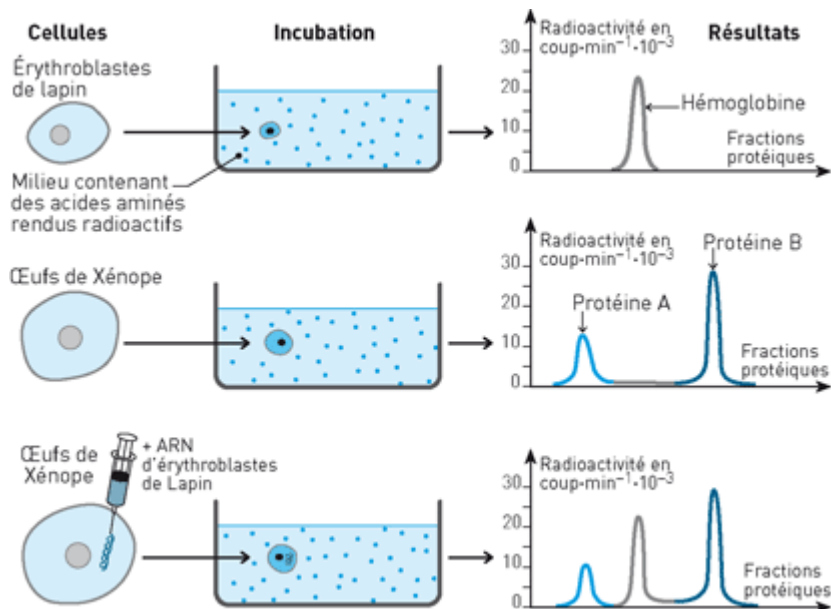 Cellules
Incubation
Résultats
Érythroblastes
de lapin
Milieu contenant
des acides aminés
rendus radioactifs
Radioactivité en
coup·min⁻¹·10⁻³
30
20
10
0
Hémoglobine
Fractions
protéiques
Œufs de Xénope
Radioactivité en
coup·min⁻¹·10⁻³
30
20
10
0
Protéine A
Protéine B
Fractions
protéiques
Œufs de
Xénope
+ ARN
d'érythroblastes
de Lapin
Radioactivité en
coup·min⁻¹·10⁻³
30
20
10
0
Fractions
protéiques